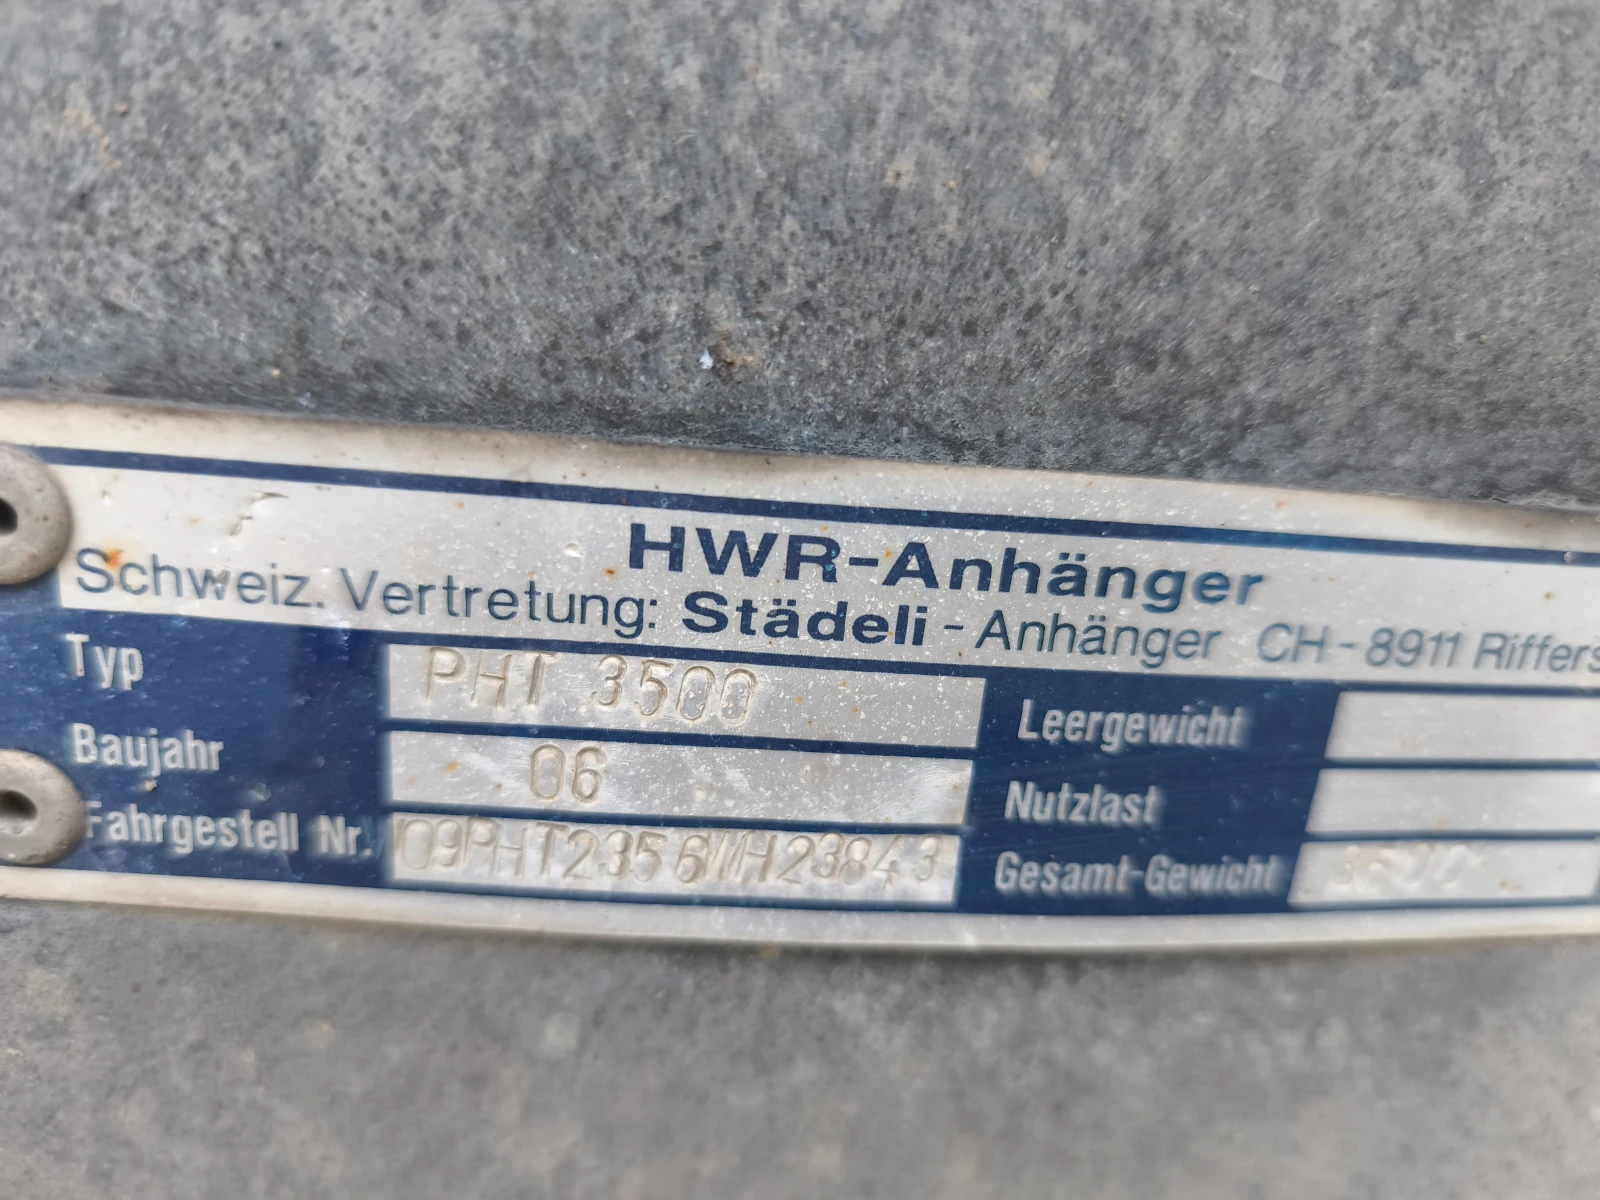 HWR-Anhänger
Schweiz. Vertretung: Städeli - Anhänger CH-8911 Riffers
Typ PHT 3500
Baujahr 06
Fahrgestell Nr. 09PHT2356WH23843
Leergewicht
Nutzlast
Gesamt-Gewicht